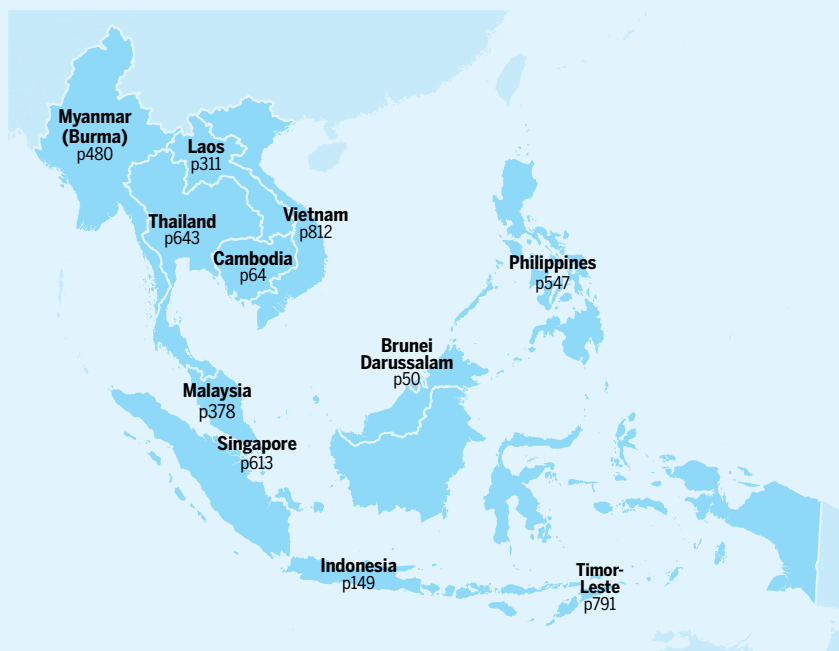 Myanmar
(Burma)
p480
Laos
p311
Thailand
p643
Vietnam
p812
Cambodia
p64
Philippines
p547
Brunei
Darussalam
p50
Malaysia
p378
Singapore
p613
Indonesia
p149
Timor-
Leste
p791